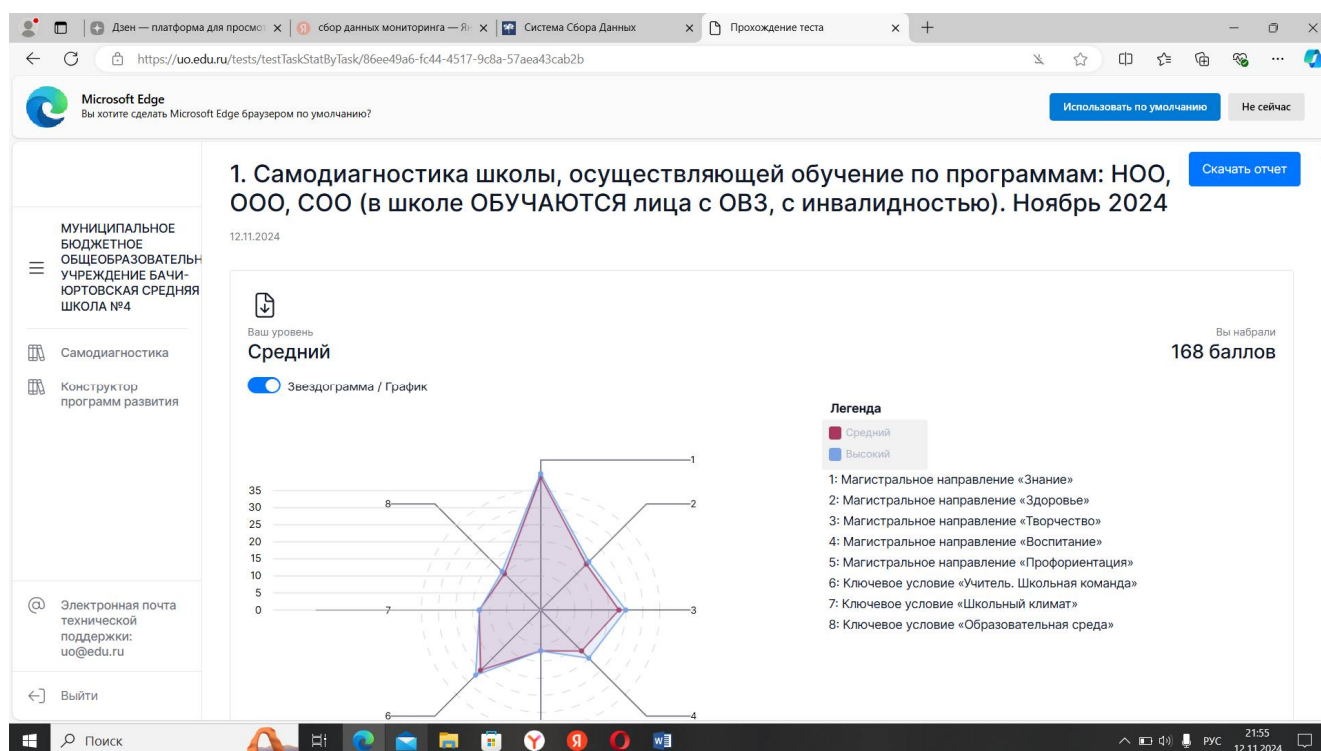 Дзен — платформа для просмот
сбор данных мониторинга — Ян
Система Сбора Данных
Прохождение теста
https://uo.edu.ru/tests/testTaskStatByTask/86ee49a6-fc44-4517-9c8a-57aea43cab2b
Microsoft Edge
Вы хотите сделать Microsoft Edge браузером по умолчанию?
Использовать по умолчанию
Не сейчас
МУНИЦИПАЛЬНОЕ
БЮДЖЕТНОЕ
ОБЩЕОБРАЗОВАТЕЛЬН
УЧРЕЖДЕНИЕ БАЧИ-
ЮРТОВСКАЯ СРЕДНЯЯ
ШКОЛА №4
Самодиагностика
Конструктор
программ развития
Электронная почта
технической
поддержки:
uo@edu.ru
Выйти
1. Самодиагностика школы, осуществляющей обучение по программам: НОО,
ООО, СОО (в школе ОБУЧАЮТСЯ лица с ОВЗ, с инвалидностью). Ноябрь 2024
Скачать отчет
12.11.2024
Ваш уровень
Средний
Вы набрали
168 баллов
Звездограмма / График
35
30
25
20
15
10
5
0
1
2
3
4
6
7
8
Легенда
Средний
Высокий
1: Магистральное направление «Знание»
2: Магистральное направление «Здоровье»
3: Магистральное направление «Творчество»
4: Магистральное направление «Воспитание»
5: Магистральное направление «Профориентация»
6: Ключевое условие «Учитель. Школьная команда»
7: Ключевое условие «Школьный климат»
8: Ключевое условие «Образовательная среда»
Поиск
РУС
21:55
12.11.2024